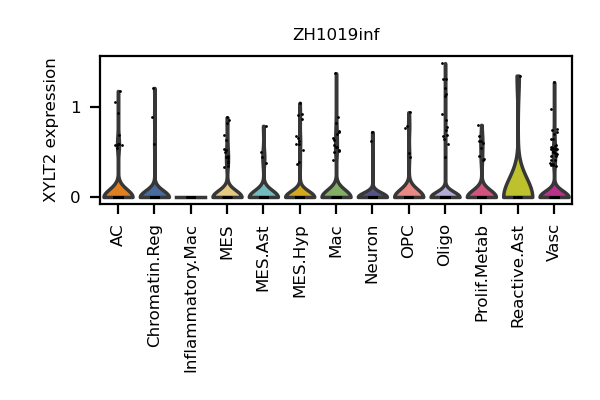 ZH1019inf
XYLT2 expression
1
0
AC
Chromatin.Reg
Inflammatory.Mac
MES
MES.Ast
MES.Hyp
Mac
Neuron
OPC
Oligo
Prolif.Metab
Reactive.Ast
Vasc